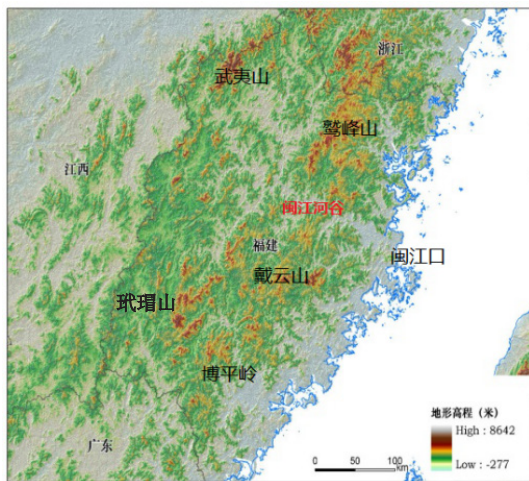 浙江
武夷山
鹫峰山
江西
闽江河谷
福建
闽江口
戴云山
玳瑁山
博平岭
地形高程（米）
High : 8642
Low : -277
广东
0 50 100
km